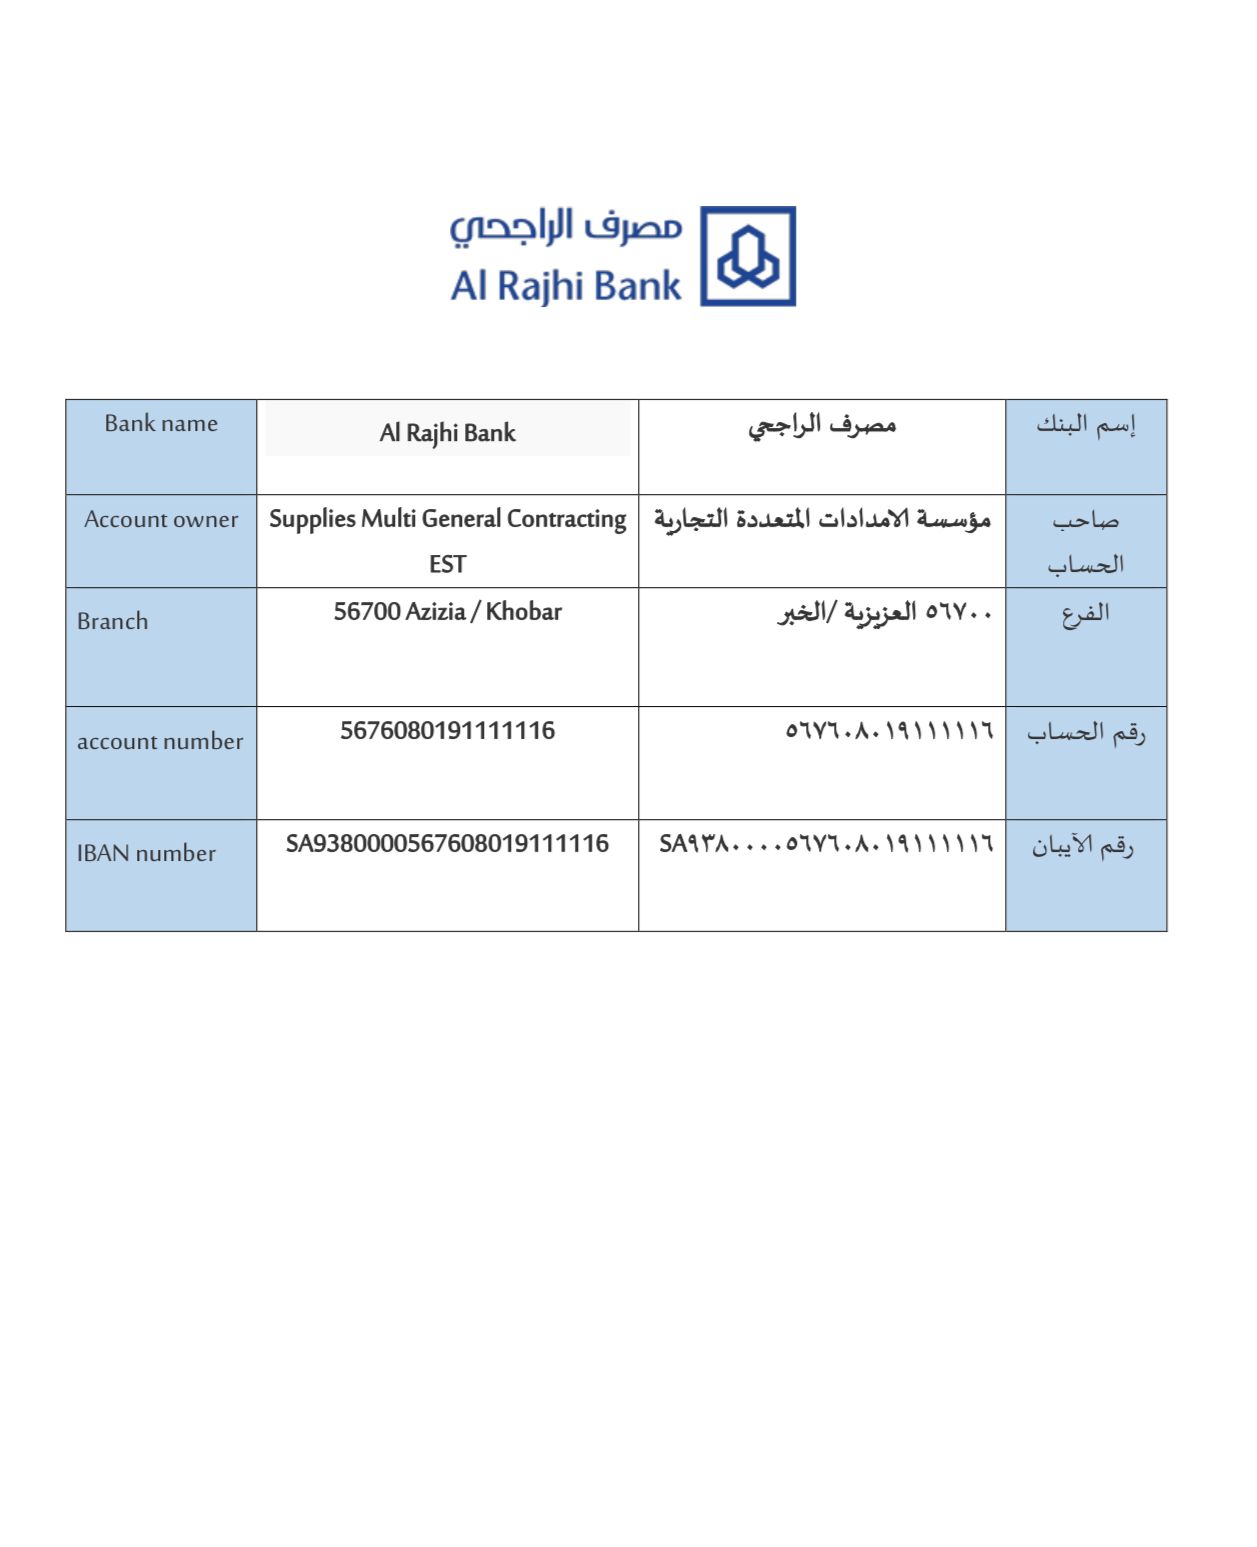 مصرف الراجحي
Al Rajhi Bank
Bank name
Al Rajhi Bank
مصرف الراجحي
إسم البنك
Account owner
Supplies Multi General Contracting
EST
مؤسسة الامدادات المتعددة التجارية
صاحب
الحساب
Branch
56700 Azizia / Khobar
٥٦٧٠٠ العزيزية /الخبر
الفرع
account number
5676080191111116
٥٦٧٦٠٨٠١٩١١١١١١٦
رقم الحساب
IBAN number
SA9380000567608019111116
SA٩٣٨٠٠٠٠٥٦٧٦٠٨٠١٩١١١١١١٦
رقم الآيبان